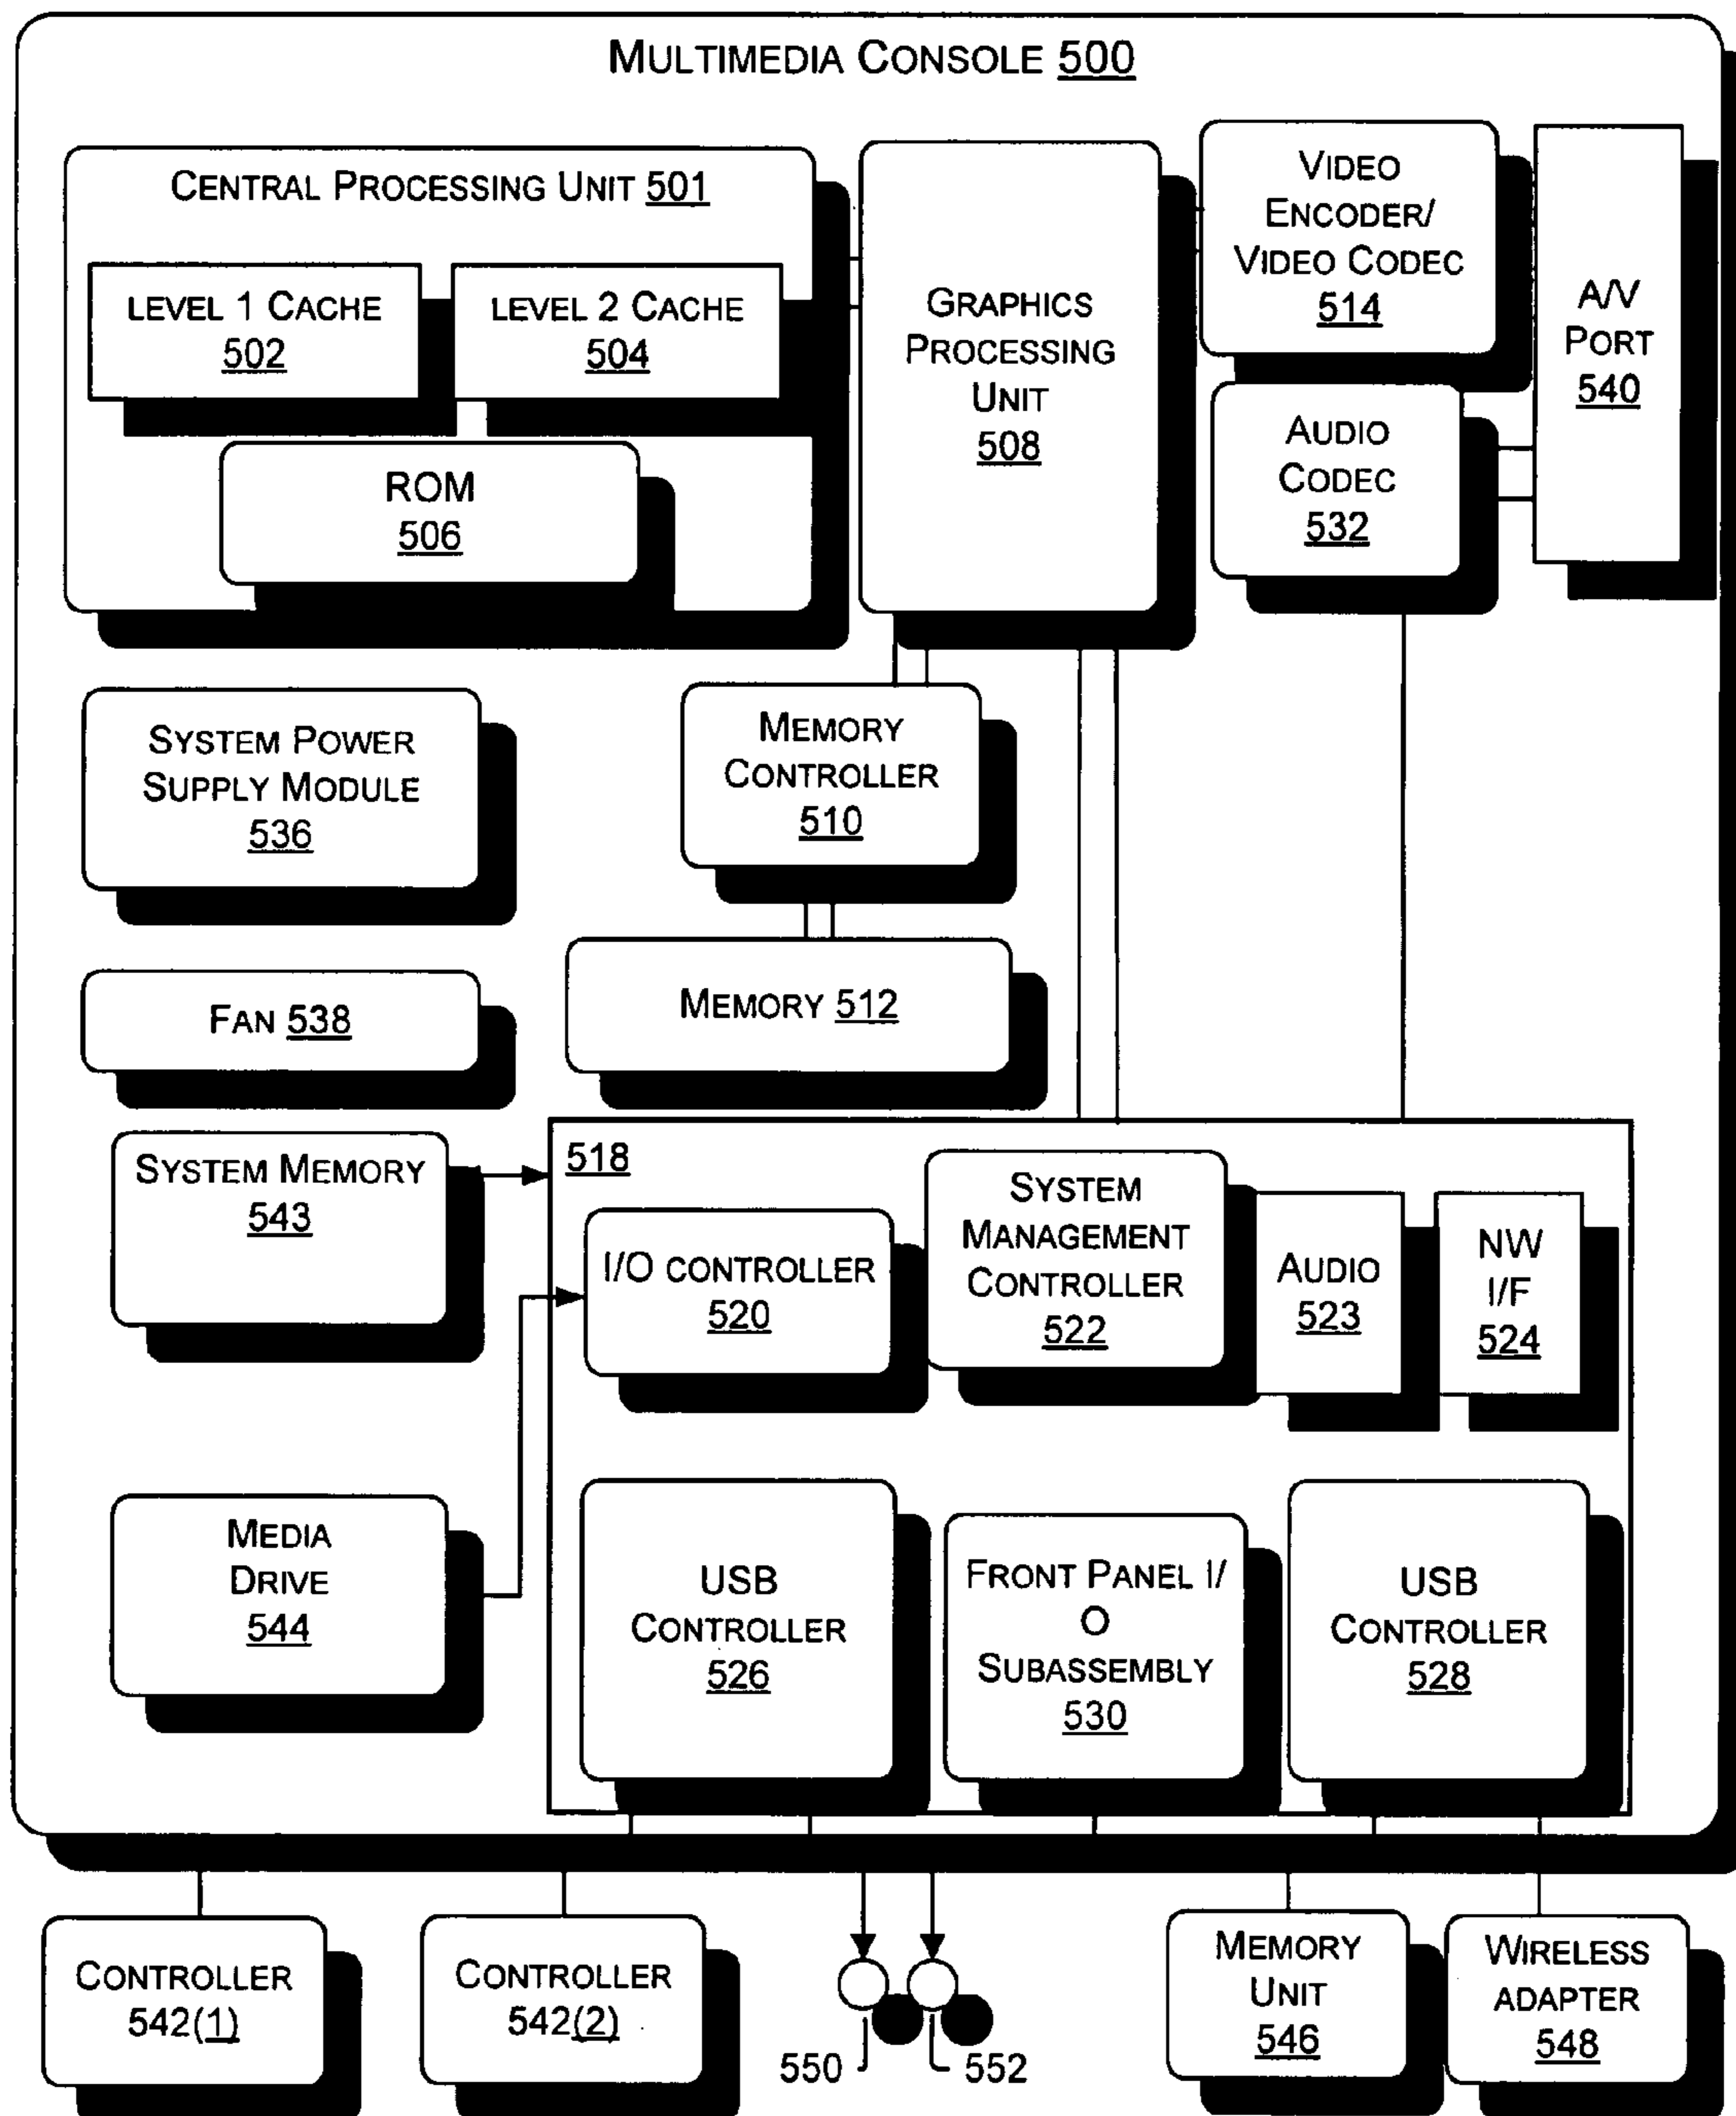 MULTIMEDIA CONSOLE 500
CENTRAL PROCESSING UNIT 501
LEVEL 1 CACHE
502
LEVEL 2 CACHE
504
ROM
506
GRAPHICS
PROCESSING
UNIT
508
VIDEO
ENCODER/
VIDEO CODEC
514
AUDIO
CODEC
532
A/V
PORT
540
SYSTEM POWER
SUPPLY MODULE
536
MEMORY
CONTROLLER
510
FAN 538
MEMORY 512
SYSTEM MEMORY
543
518
I/O CONTROLLER
520
SYSTEM
MANAGEMENT
CONTROLLER
522
AUDIO
523
NW
I/F
524
MEDIA
DRIVE
544
USB
CONTROLLER
526
FRONT PANEL I/
O
SUBASSEMBLY
530
USB
CONTROLLER
528
CONTROLLER
542(1)
CONTROLLER
542(2)
550
552
MEMORY
UNIT
546
WIRELESS
ADAPTER
548